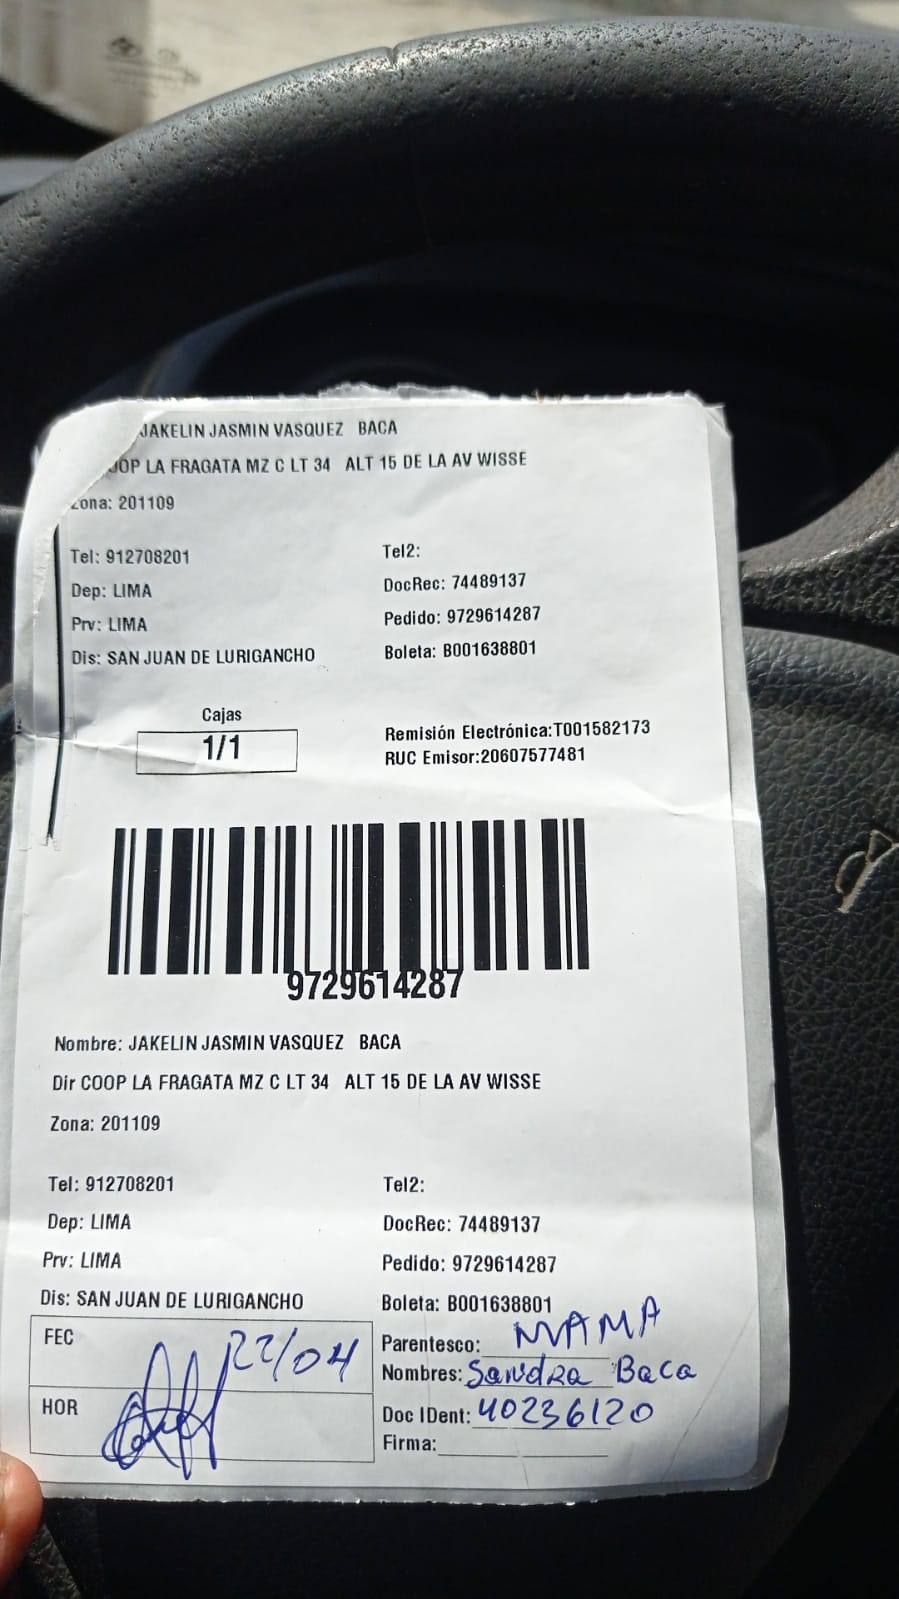 JAKELIN JASMIN VASQUEZ BACA
OOP LA FRAGATA MZ C LT 34 ALT 15 DE LA AV WISSE
Zona: 201109
Tel: 912708201 Tel2:
Dep: LIMA DocRec: 74489137
Prv: LIMA Pedido: 9729614287
Dis: SAN JUAN DE LURIGANCHO Boleta: B001638801
Cajas
1/1
Remisión Electrónica:T001582173
RUC Emisor:20607577481
9729614287
Nombre: JAKELIN JASMIN VASQUEZ BACA
Dir COOP LA FRAGATA MZ C LT 34 ALT 15 DE LA AV WISSE
Zona: 201109
Tel: 912708201 Tel2:
Dep: LIMA DocRec: 74489137
Prv: LIMA Pedido: 9729614287
Dis: SAN JUAN DE LURIGANCHO Boleta: B001638801
FEC 22/04 Parentesco: MAMA
Nombres: Sandra Baca
HOR Doc IDent: 40236120
Firma: